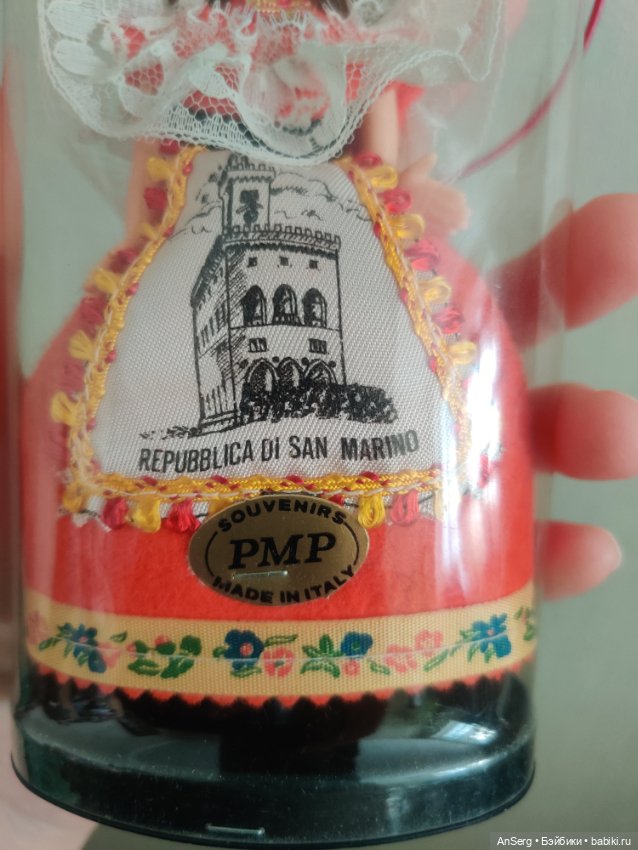 REPUBBLICA DI SAN MARINO
SOUVENIRS
PMP
MADE IN ITALY
AnSerg • Бэйбики • babiki.ru